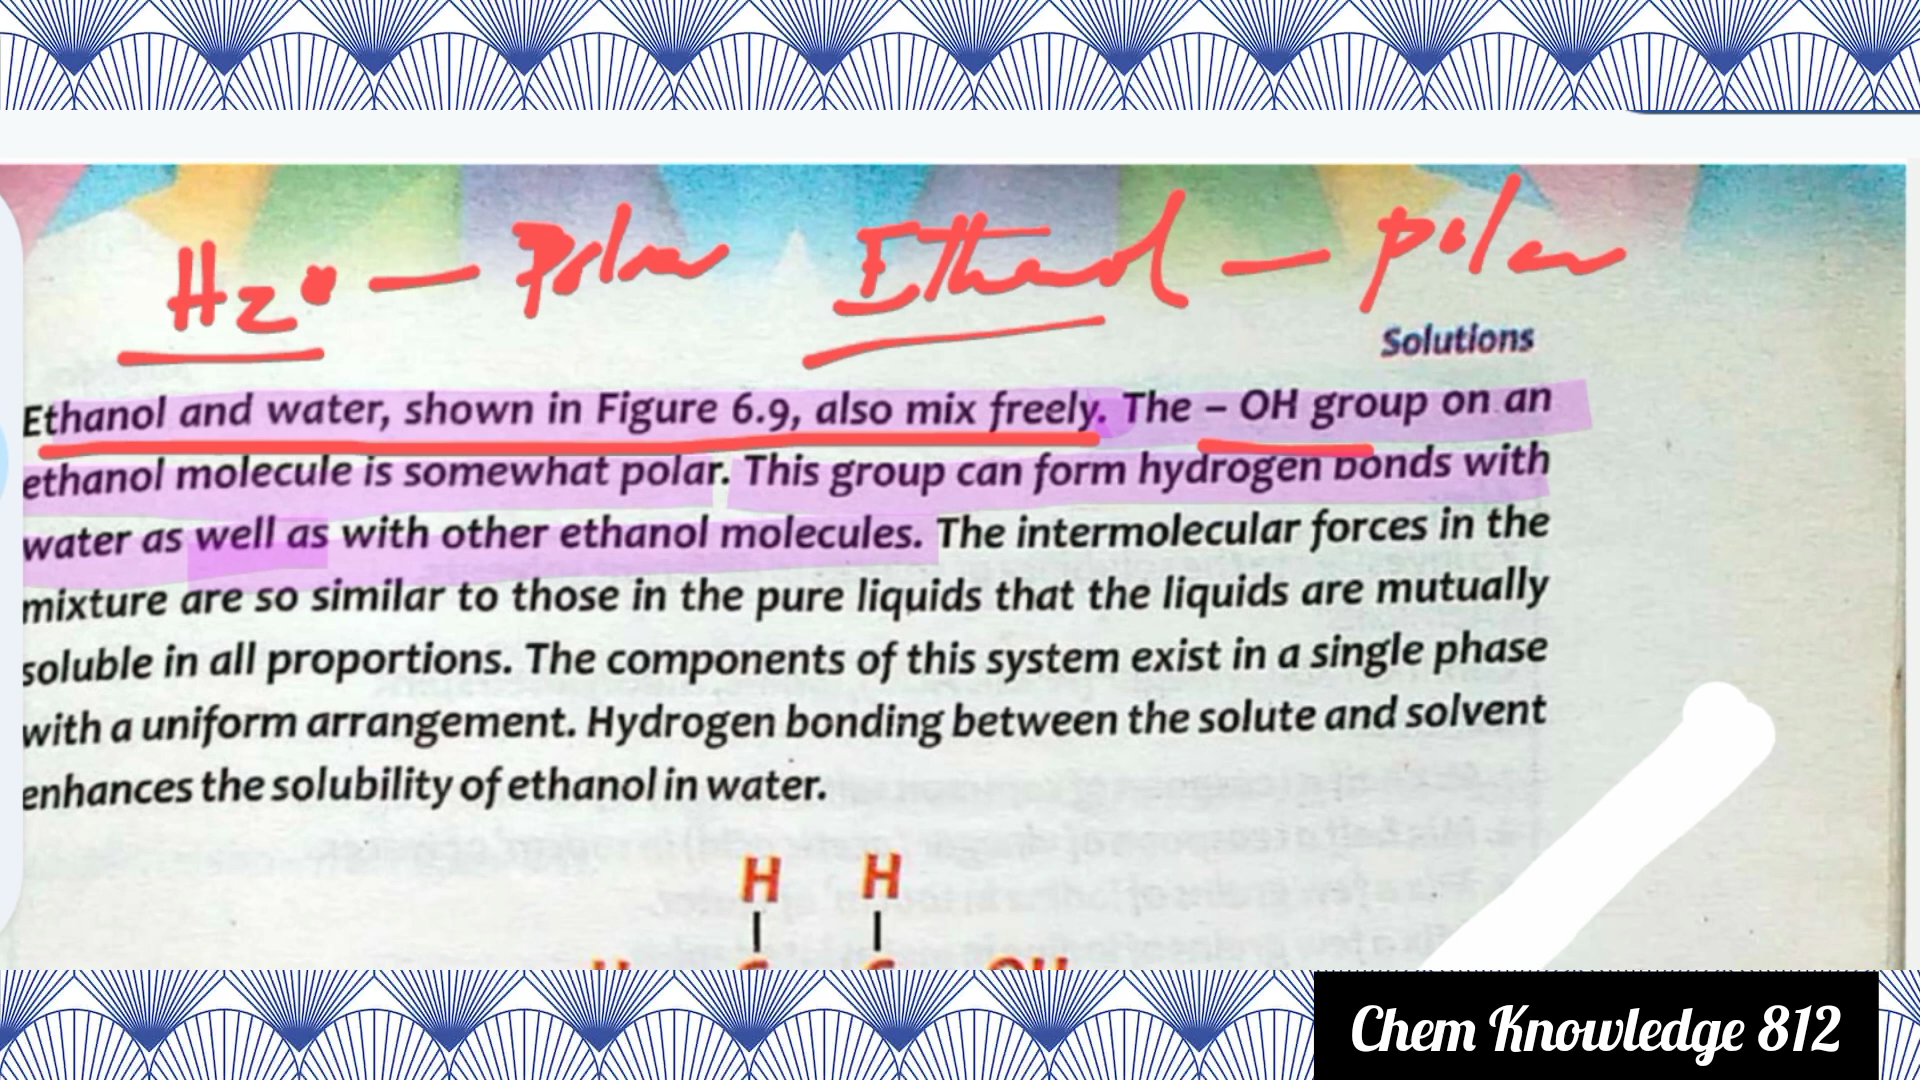 H2O — Polar Ethanol — polar
Solutions
Ethanol and water, shown in Figure 6.9, also mix freely. The – OH group on an
ethanol molecule is somewhat polar. This group can form hydrogen bonds with
water as well as with other ethanol molecules. The intermolecular forces in the
mixture are so similar to those in the pure liquids that the liquids are mutually
soluble in all proportions. The components of this system exist in a single phase
with a uniform arrangement. Hydrogen bonding between the solute and solvent
enhances the solubility of ethanol in water.
H H
Chem Knowledge 812